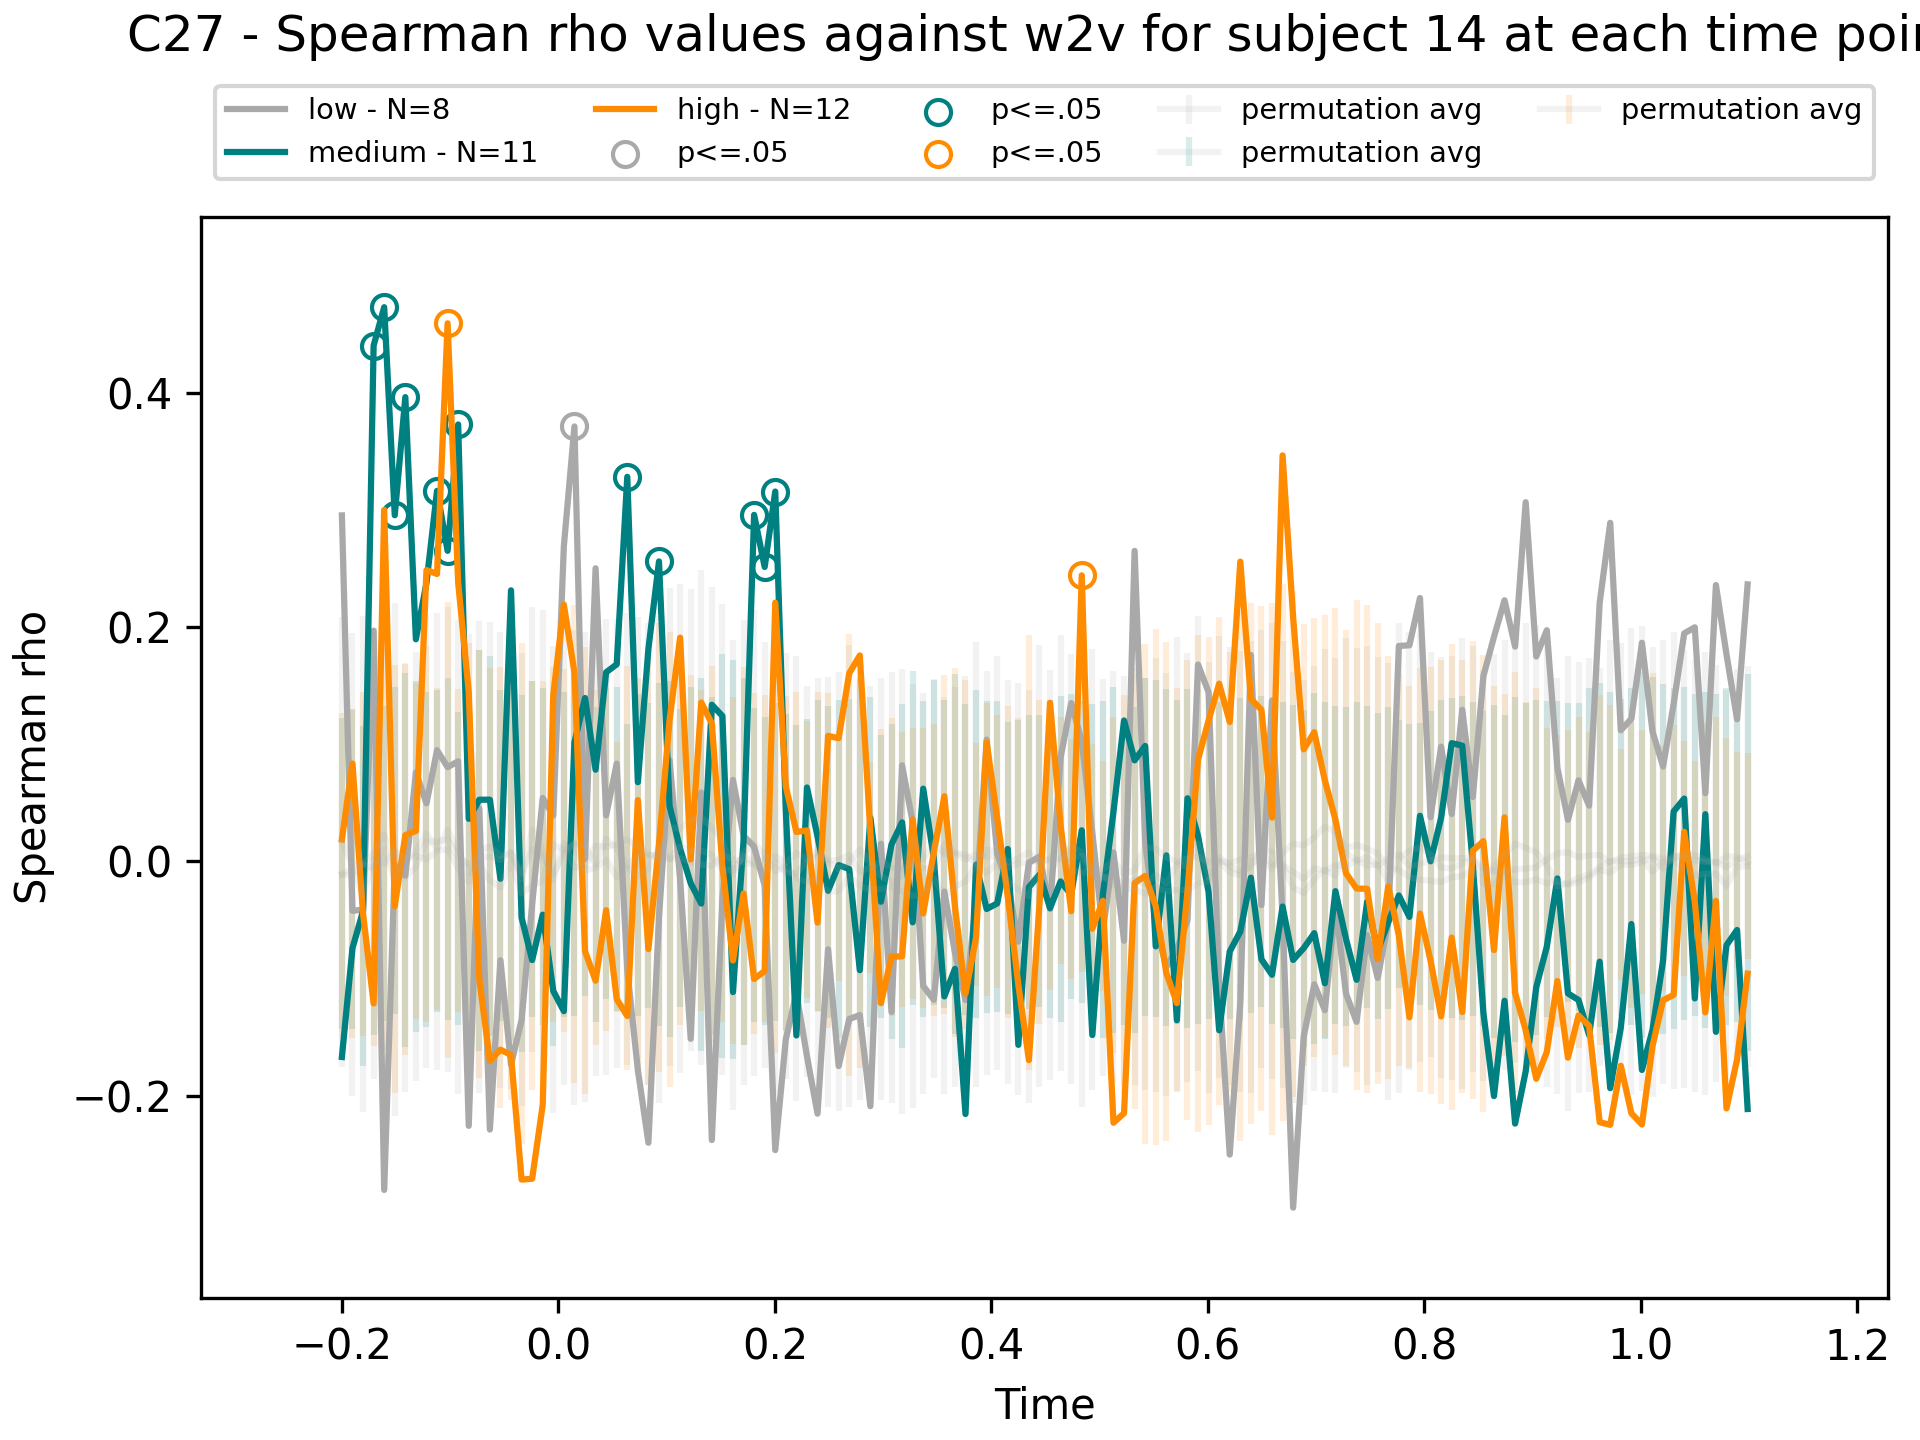 C27 - Spearman rho values against w2v for subject 14 at each time poi
low - N=8
medium - N=11
high - N=12
p<=.05
p<=.05
p<=.05
permutation avg
permutation avg
permutation avg
Spearman rho
0.4
0.2
0.0
−0.2
−0.2
0.0
0.2
0.4
0.6
0.8
1.0
1.2
Time